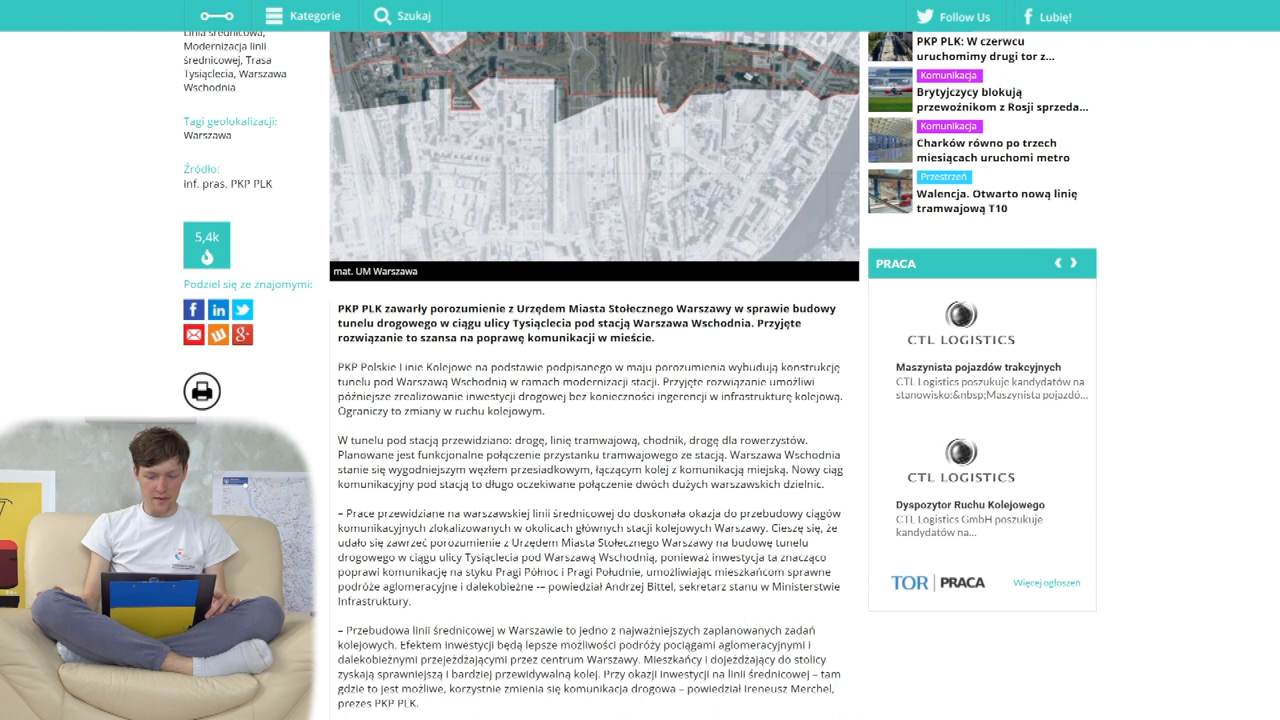 Kategorie
Szukaj
Follow Us
Lubię!
Linia średnicowa,
Modernizacja linii
średnicowej, Trasa
Tysiąclecia, Warszawa
Wschodnia
Tagi geolokalizacji:
Warszawa
Źródło:
inf. pras. PKP PLK
5,4k
Podziel się ze znajomymi:
mat. UM Warszawa
PKP PLK zawarły porozumienie z Urzędem Miasta Stołecznego Warszawy w sprawie budowy
tunelu drogowego w ciągu ulicy Tysiąclecia pod stacją Warszawa Wschodnia. Przyjęte
rozwiązanie to szansa na poprawę komunikacji w mieście.
PKP Polskie Linie Kolejowe na podstawie podpisanego w maju porozumienia wybudują konstrukcję
tunelu pod Warszawą Wschodnią w ramach modernizacji stacji. Przyjęte rozwiązanie umożliwi
późniejsze zrealizowanie inwestycji drogowej bez konieczności ingerencji w infrastrukturę kolejową.
Ograniczy to zmiany w ruchu kolejowym.
W tunelu pod stacją przewidziano: drogę, linię tramwajową, chodnik, drogę dla rowerzystów.
Planowane jest funkcjonalne połączenie przystanku tramwajowego ze stacją. Warszawa Wschodnia
stanie się wygodniejszym węzłem przesiadkowym, łączącym kolej z komunikacją miejską. Nowy ciąg
komunikacyjny pod stacją to długo oczekiwane połączenie dwóch dużych warszawskich dzielnic.
– Prace przewidziane na warszawskiej linii średnicowej do doskonała okazja do przebudowy ciągów
komunikacyjnych zlokalizowanych w okolicach głównych stacji kolejowych Warszawy. Cieszę się, że
udało się zawrzeć porozumienie z Urzędem Miasta Stołecznego Warszawy na budowę tunelu
drogowego w ciągu ulicy Tysiąclecia pod Warszawą Wschodnią, ponieważ inwestycja ta znacząco
poprawi komunikację na styku Pragi Północ i Pragi Południe, umożliwiając mieszkańcom sprawne
podróże aglomeracyjne i dalekobieżne -– powiedział Andrzej Bittel, sekretarz stanu w Ministerstwie
Infrastruktury.
– Przebudowa linii średnicowej w Warszawie to jedno z najważniejszych zaplanowanych zadań
kolejowych. Efektem inwestycji będą lepsze możliwości podróży pociągami aglomeracyjnymi i
dalekobieżnymi przejeżdżającymi przez centrum Warszawy. Mieszkańcy i dojeżdżający do stolicy
zyskają sprawniejszą i bardziej przewidywalną kolej. Przy okazji inwestycji na linii średnicowej – tam
gdzie to jest możliwe, korzystnie zmienia się komunikacja drogowa – powiedział Ireneusz Merchel,
prezes PKP PLK.
PKP PLK: W czerwcu
uruchomimy drugi tor z...
Komunikacja
Brytyjczycy blokują
przewoźnikom z Rosji sprzeda...
Komunikacja
Charków równo po trzech
miesiącach uruchomi metro
Przestrzeń
Walencja. Otwarto nową linię
tramwajową T10
PRACA
CTL LOGISTICS
Maszynista pojazdów trakcyjnych
CTL Logistics poszukuje kandydatów na
stanowisko:&nbsp;Maszynista pojazdó...
CTL LOGISTICS
Dyspozytor Ruchu Kolejowego
CTL Logistics GmbH poszukuje
kandydatów na...
TOR PRACA
Więcej ogłoszeń